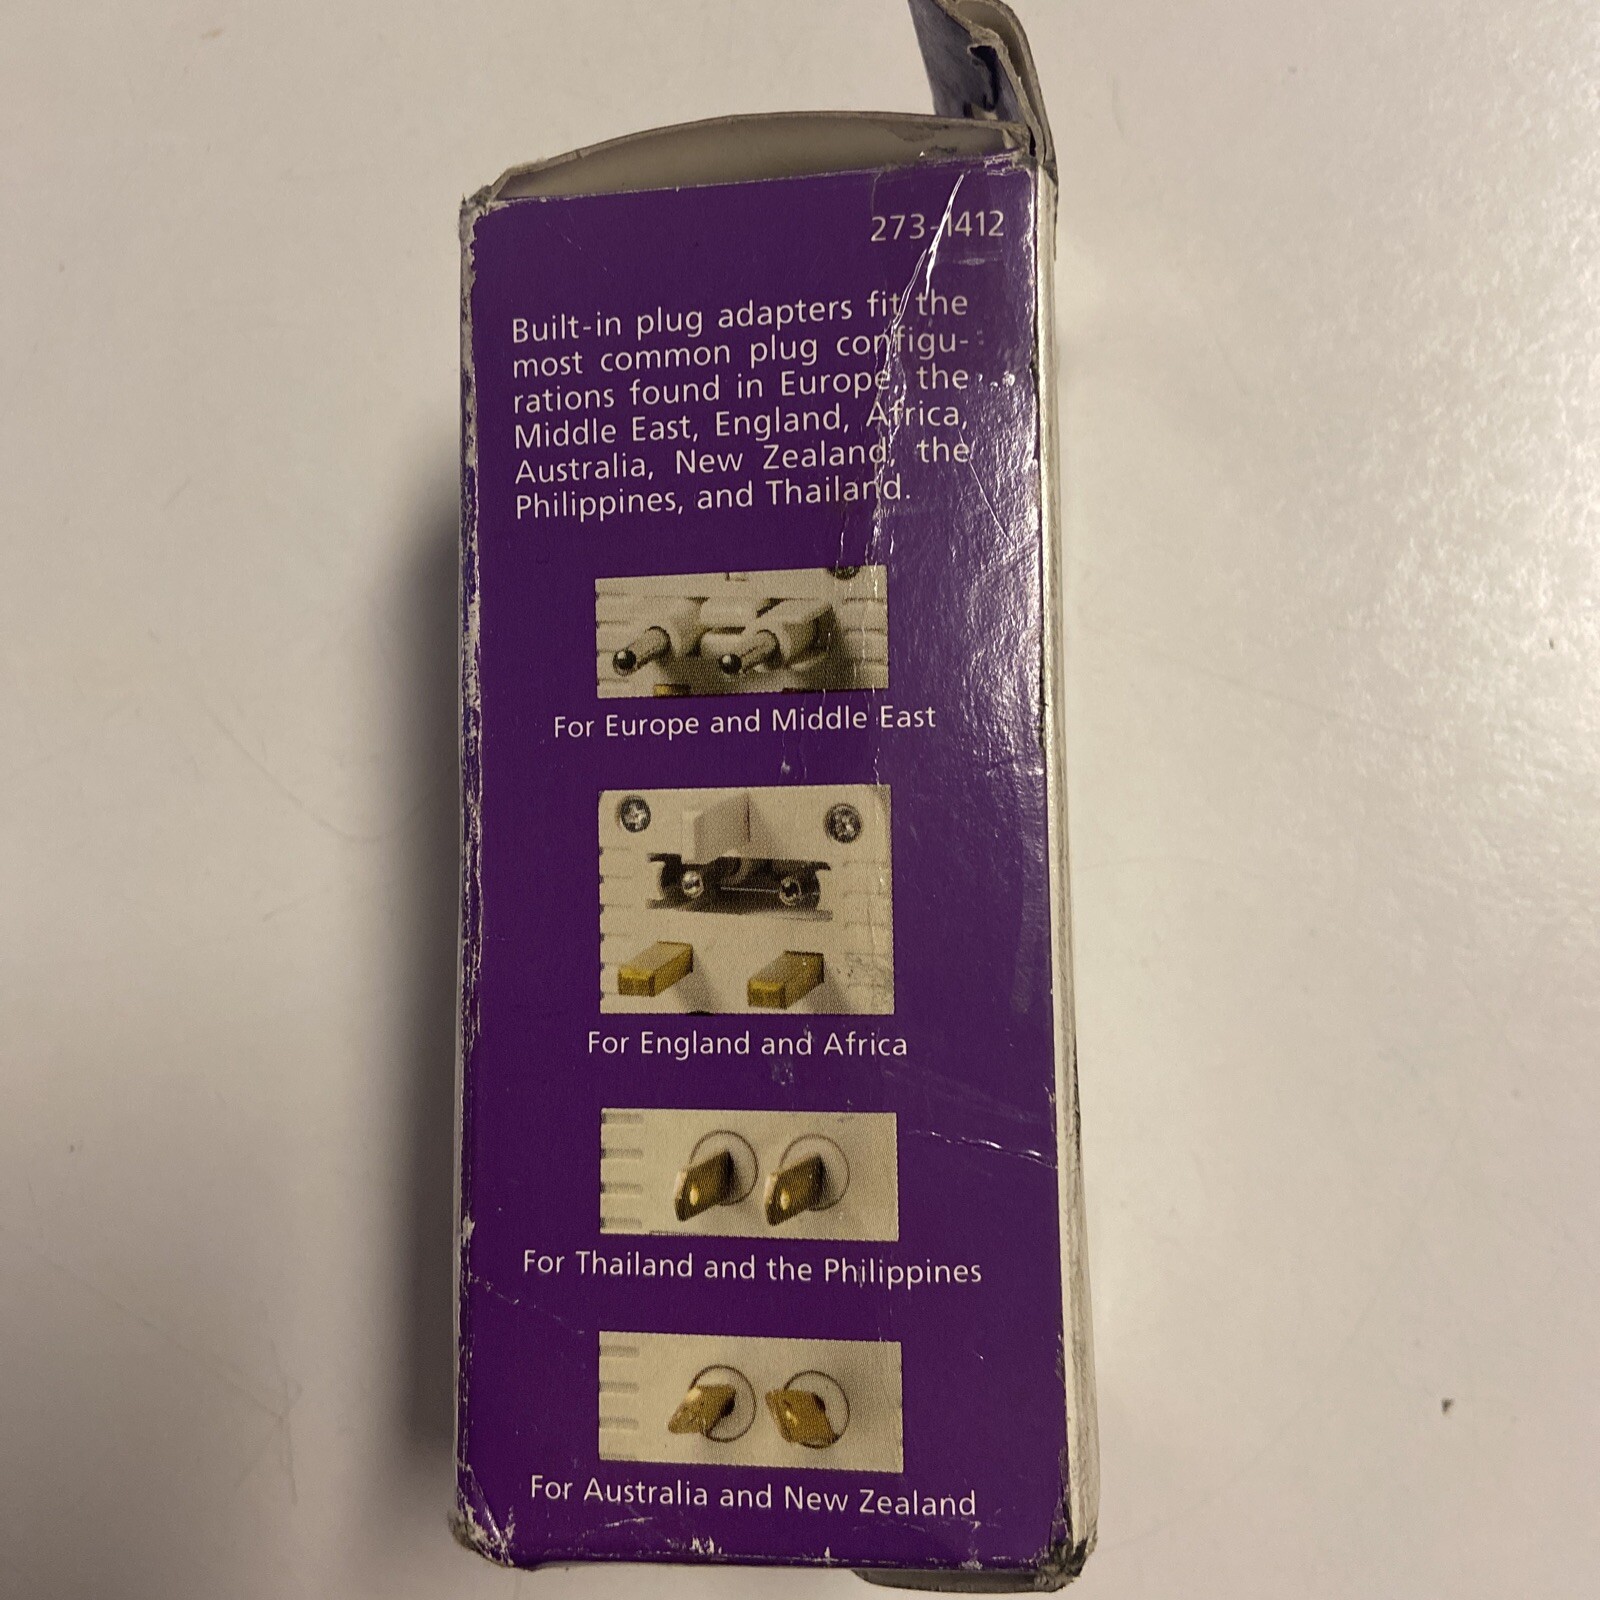 273-1412
Built-in plug adapters fit the
most common plug configu-
rations found in Europe, the
Middle East, England, Africa,
Australia, New Zealand, the
Philippines, and Thailand.
For Europe and Middle East
For England and Africa
For Thailand and the Philippines
For Australia and New Zealand